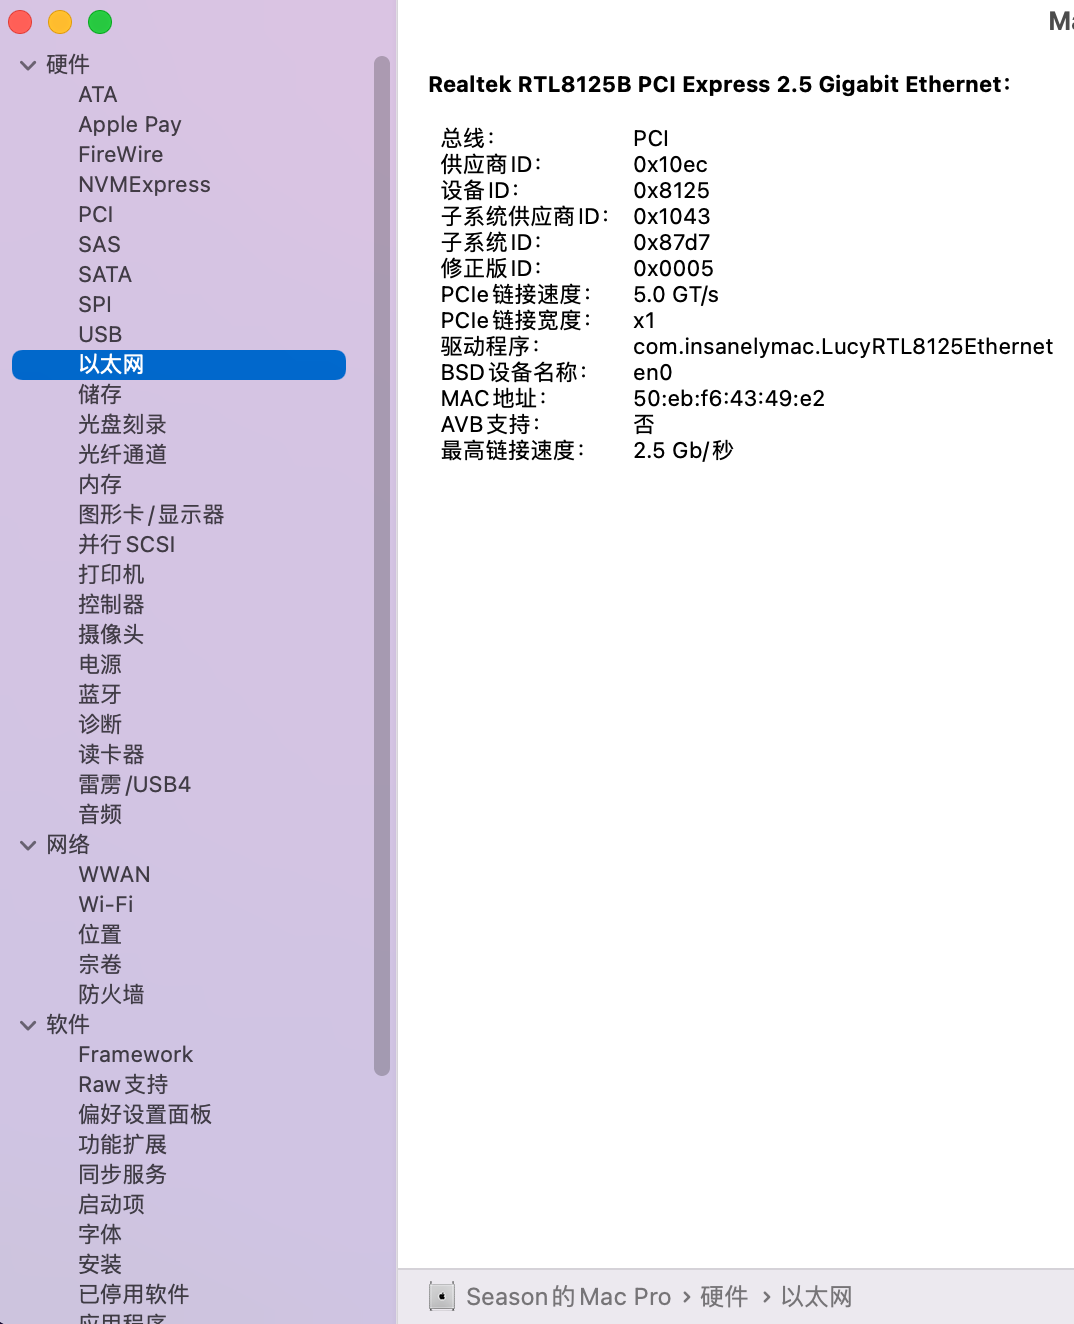 硬件
ATA
Apple Pay
FireWire
NVMExpress
PCI
SAS
SATA
SPI
USB
以太网
储存
光盘刻录
光纤通道
内存
图形卡/显示器
并行SCSI
打印机
控制器
摄像头
电源
蓝牙
诊断
读卡器
雷雳/USB4
音频
网络
WWAN
Wi-Fi
位置
宗卷
防火墙
软件
Framework
Raw支持
偏好设置面板
功能扩展
同步服务
启动项
字体
安装
已停用软件
应用程序
Realtek RTL8125B PCI Express 2.5 Gigabit Ethernet：
总线： PCI
供应商ID： 0x10ec
设备ID： 0x8125
子系统供应商ID： 0x1043
子系统ID： 0x87d7
修正版ID： 0x0005
PCIe链接速度： 5.0 GT/s
PCIe链接宽度： x1
驱动程序： com.insanelymac.LucyRTL8125Ethernet
BSD设备名称： en0
MAC地址： 50:eb:f6:43:49:e2
AVB支持： 否
最高链接速度： 2.5 Gb/秒
Season的Mac Pro › 硬件 › 以太网